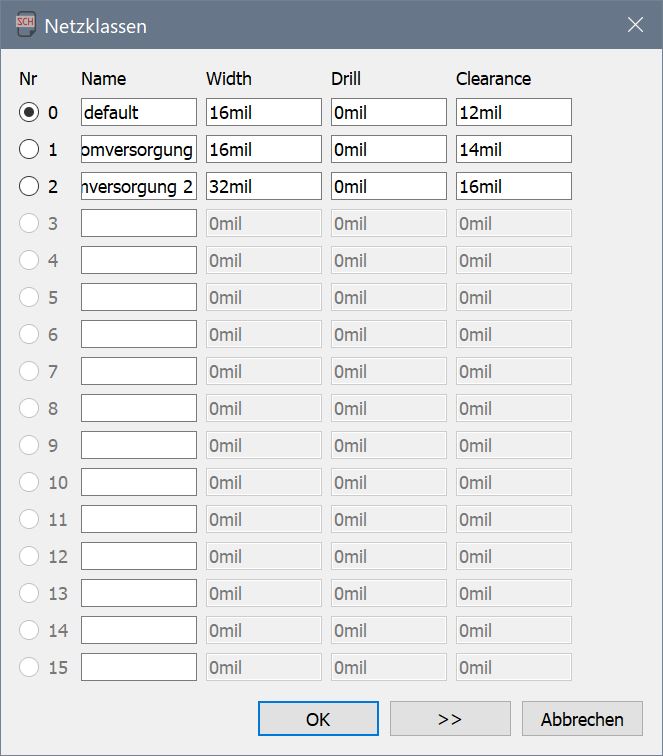 SCH Netzklassen
Nr Name Width Drill Clearance
0 default 16mil 0mil 12mil
1 omversorgung 16mil 0mil 14mil
2 versorgung 2 32mil 0mil 16mil
3 0mil 0mil 0mil
4 0mil 0mil 0mil
5 0mil 0mil 0mil
6 0mil 0mil 0mil
7 0mil 0mil 0mil
8 0mil 0mil 0mil
9 0mil 0mil 0mil
10 0mil 0mil 0mil
11 0mil 0mil 0mil
12 0mil 0mil 0mil
13 0mil 0mil 0mil
14 0mil 0mil 0mil
15 0mil 0mil 0mil
OK >> Abbrechen